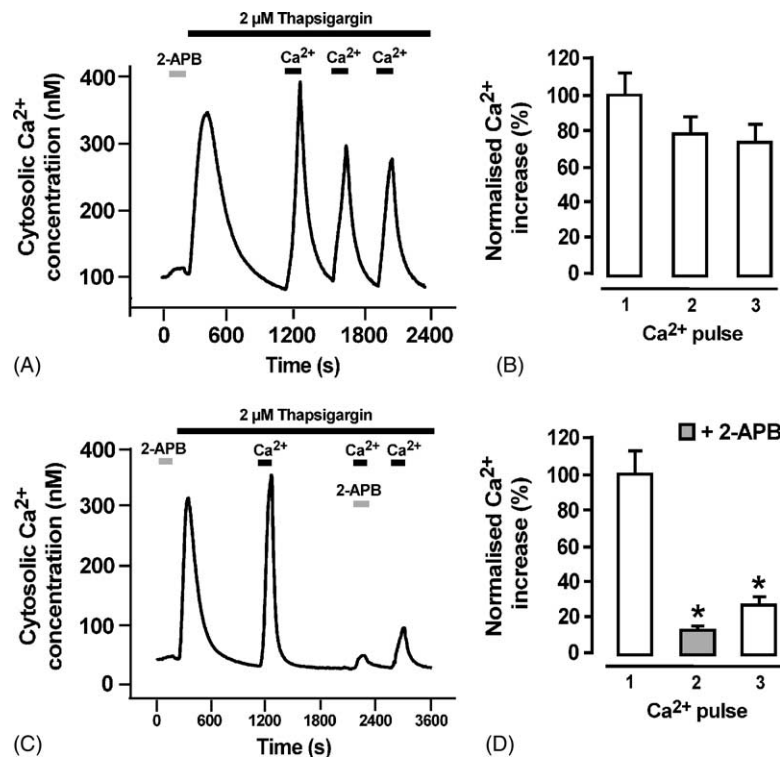 2 µM Thapsigargin
2-APB
Ca2+ Ca2+ Ca2+
Cytosolic Ca2+
concentratiion (nM)
400
300
200
100
0 600 1200 1800 2400
Time (s)
(A)
Normalised Ca2+
increase (%)
120
100
80
60
40
20
0
1 2 3
Ca2+ pulse
(B)
2 µM Thapsigargin
2-APB
Ca2+ Ca2+ Ca2+
2-APB
Cytosolic Ca2+
concentratiion (nM)
400
300
200
100
50
0
0 600 1200 1800 2400 3600
Time (s)
(C)
+ 2-APB
Normalised Ca2+
increase (%)
120
100
80
60
40
20
0
* *
1 2 3
Ca2+ pulse
(D)